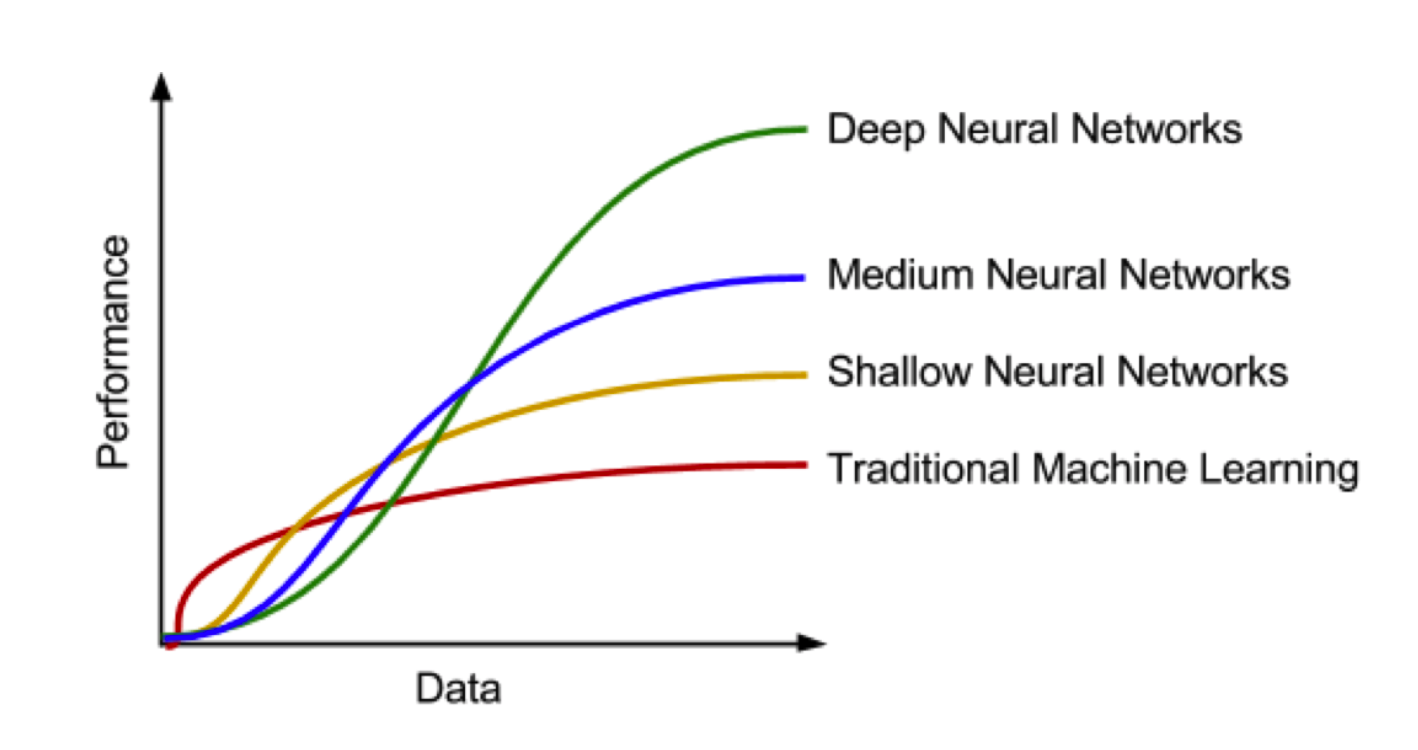 Deep Neural Networks
Medium Neural Networks
Performance
Shallow Neural Networks
Traditional Machine Learning
Data